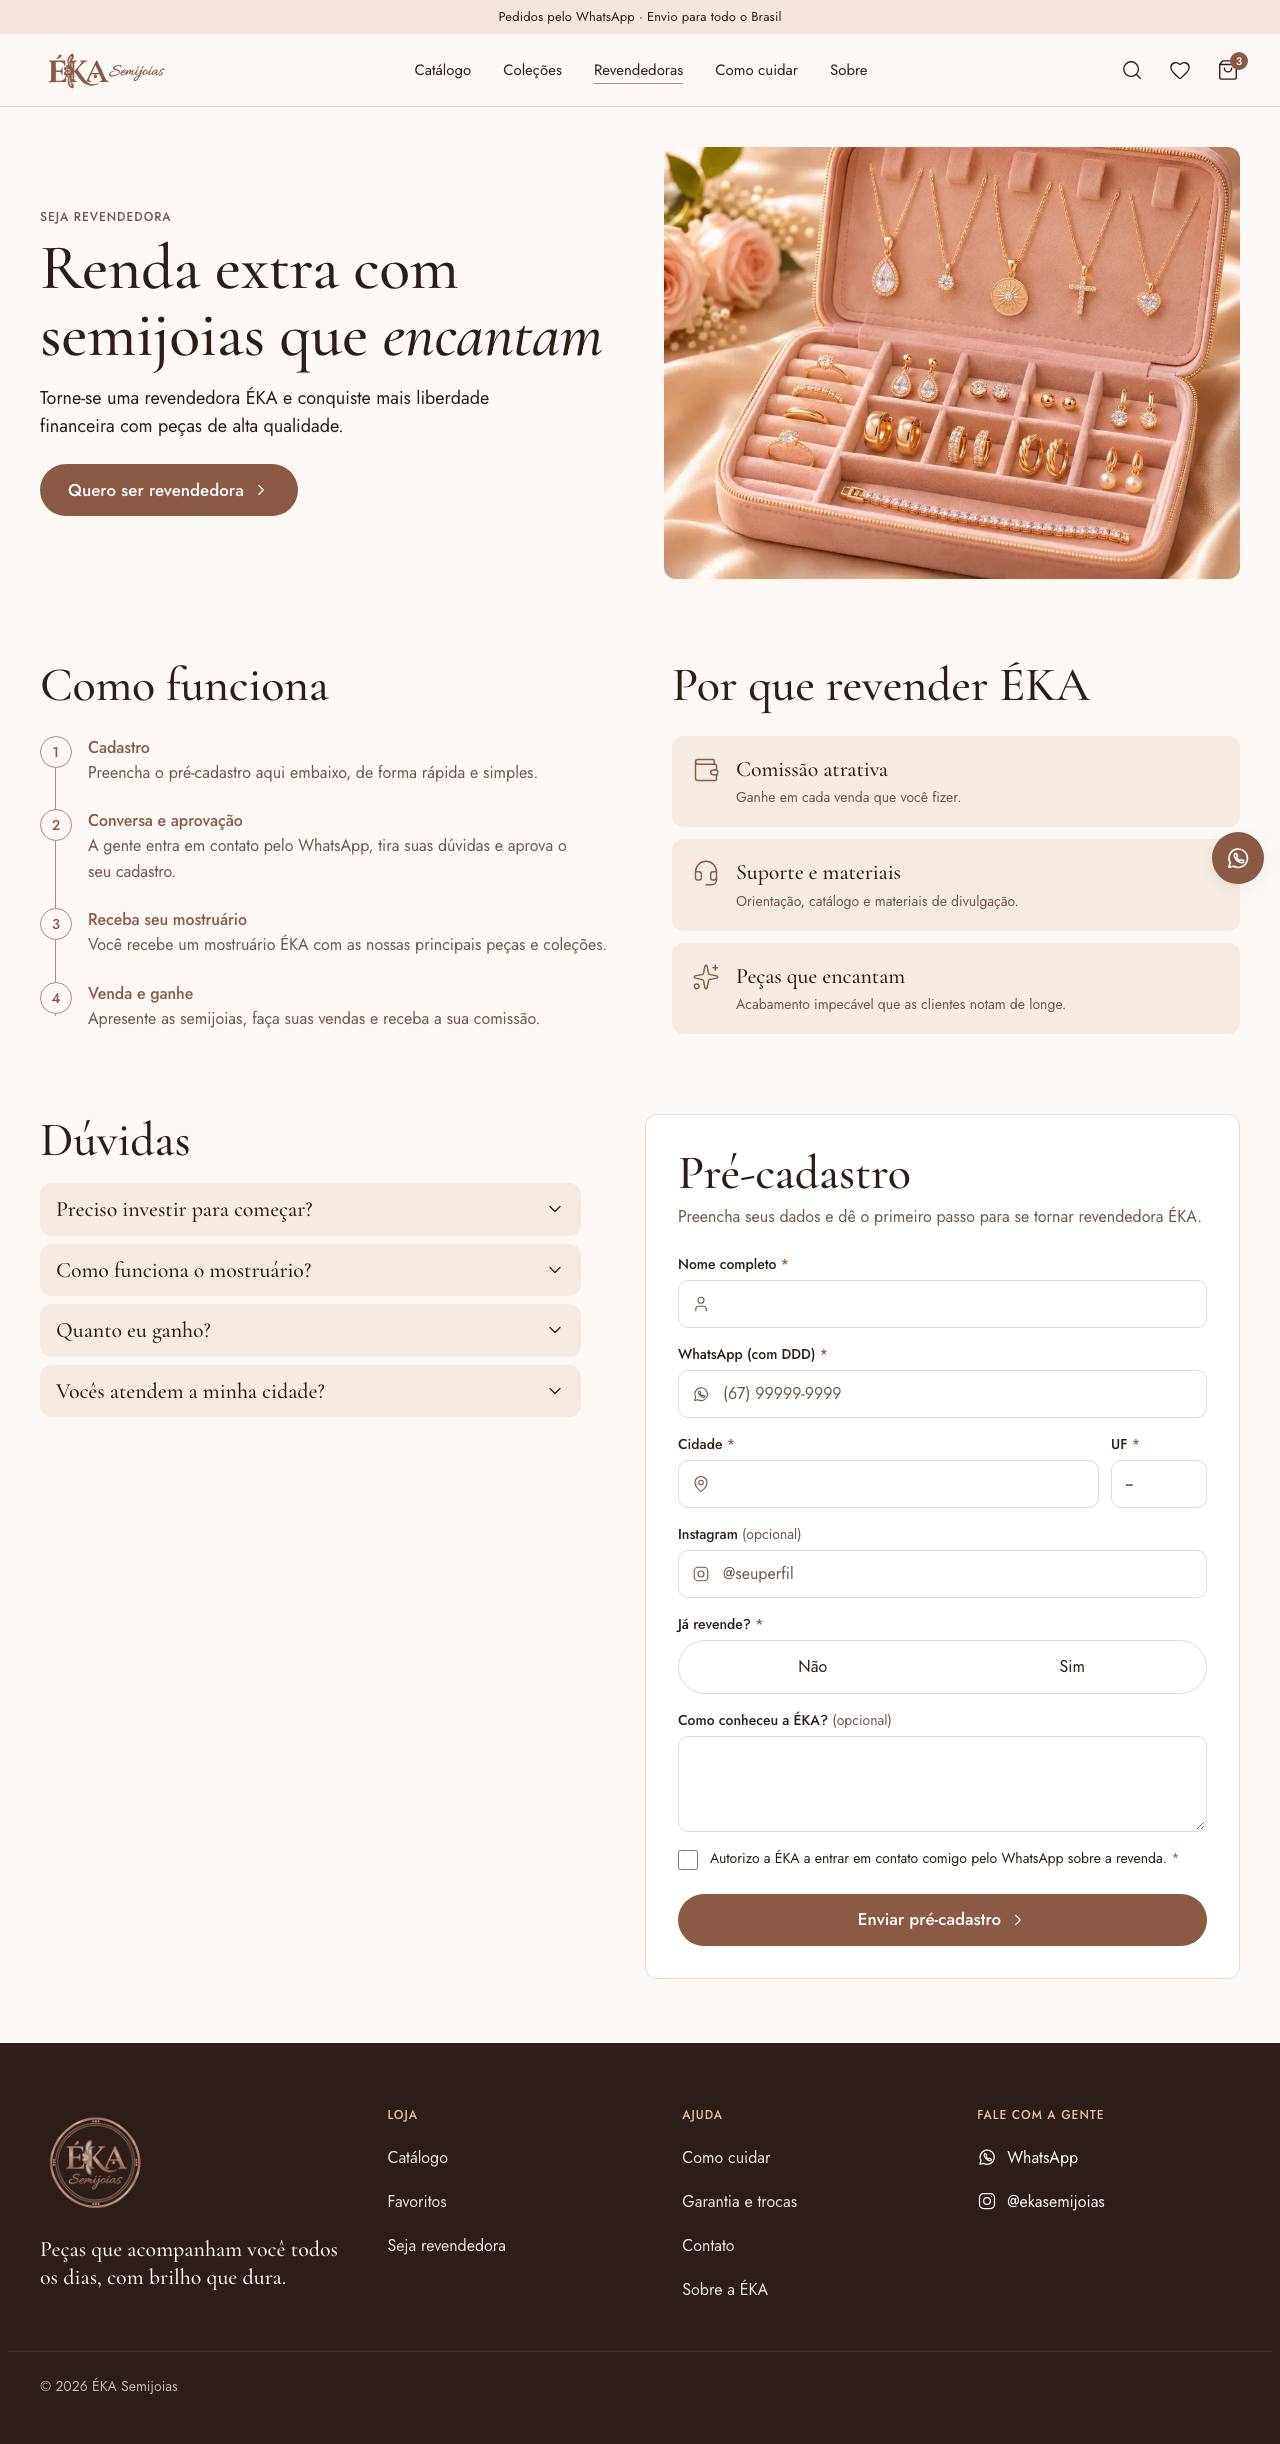 Pedidos pelo WhatsApp · Envio para todo o Brasil
ÉKA Semijoias
Catálogo
Coleções
Revendedoras
Como cuidar
Sobre
3
SEJA REVENDEDORA
Renda extra com
semijoias que encantam
Torne-se uma revendedora ÉKA e conquiste mais liberdade
financeira com peças de alta qualidade.
Quero ser revendedora
Como funciona
1
Cadastro
Preencha o pré-cadastro aqui embaixo, de forma rápida e simples.
2
Conversa e aprovação
A gente entra em contato pelo WhatsApp, tira suas dúvidas e aprova o
seu cadastro.
3
Receba seu mostruário
Você recebe um mostruário ÉKA com as nossas principais peças e coleções.
4
Venda e ganhe
Apresente as semijoias, faça suas vendas e receba a sua comissão.
Por que revender ÉKA
Comissão atrativa
Ganhe em cada venda que você fizer.
Suporte e materiais
Orientação, catálogo e materiais de divulgação.
Peças que encantam
Acabamento impecável que as clientes notam de longe.
Dúvidas
Preciso investir para começar?
Como funciona o mostruário?
Quanto eu ganho?
Vocês atendem a minha cidade?
Pré-cadastro
Preencha seus dados e dê o primeiro passo para se tornar revendedora ÉKA.
Nome completo *
WhatsApp (com DDD) *
(67) 99999-9999
Cidade *
UF *
–
Instagram (opcional)
@seuperfil
Já revende? *
Não
Sim
Como conheceu a ÉKA? (opcional)
Autorizo a ÉKA a entrar em contato comigo pelo WhatsApp sobre a revenda. *
Enviar pré-cadastro
ÉKA
Semijoias
Peças que acompanham você todos
os dias, com brilho que dura.
LOJA
Catálogo
Favoritos
Seja revendedora
AJUDA
Como cuidar
Garantia e trocas
Contato
Sobre a ÉKA
FALE COM A GENTE
WhatsApp
@ekasemijoias
© 2026 ÉKA Semijoias